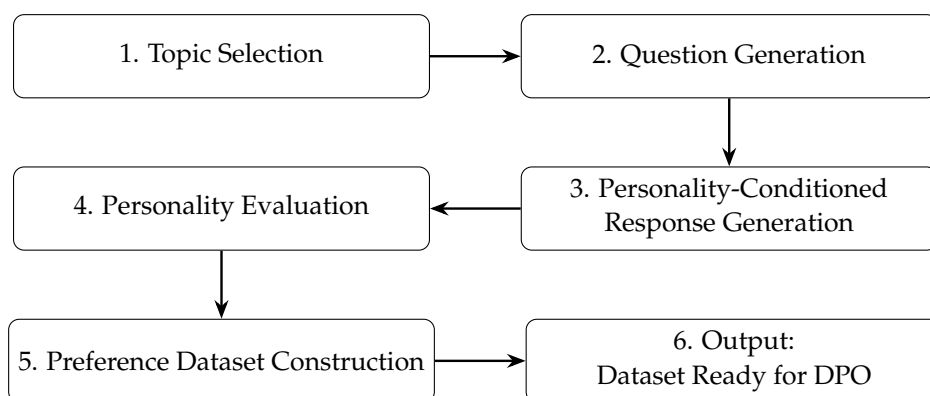 1. Topic Selection
2. Question Generation
3. Personality-Conditioned
Response Generation
4. Personality Evaluation
5. Preference Dataset Construction
6. Output:
Dataset Ready for DPO